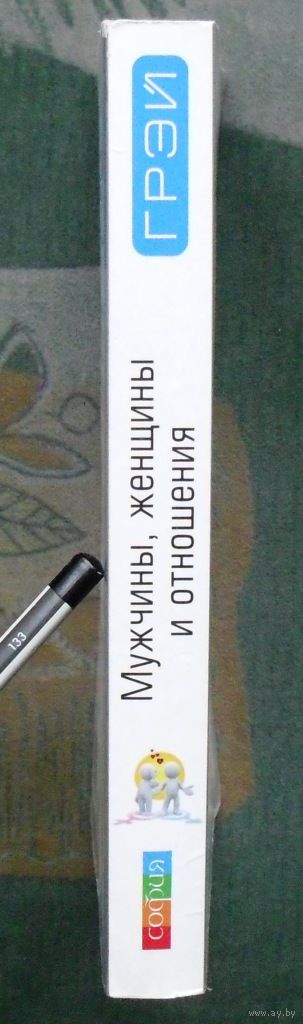 ГРЭЙ
Мужчины, женщины
и отношения
софия
133
www.ay.by